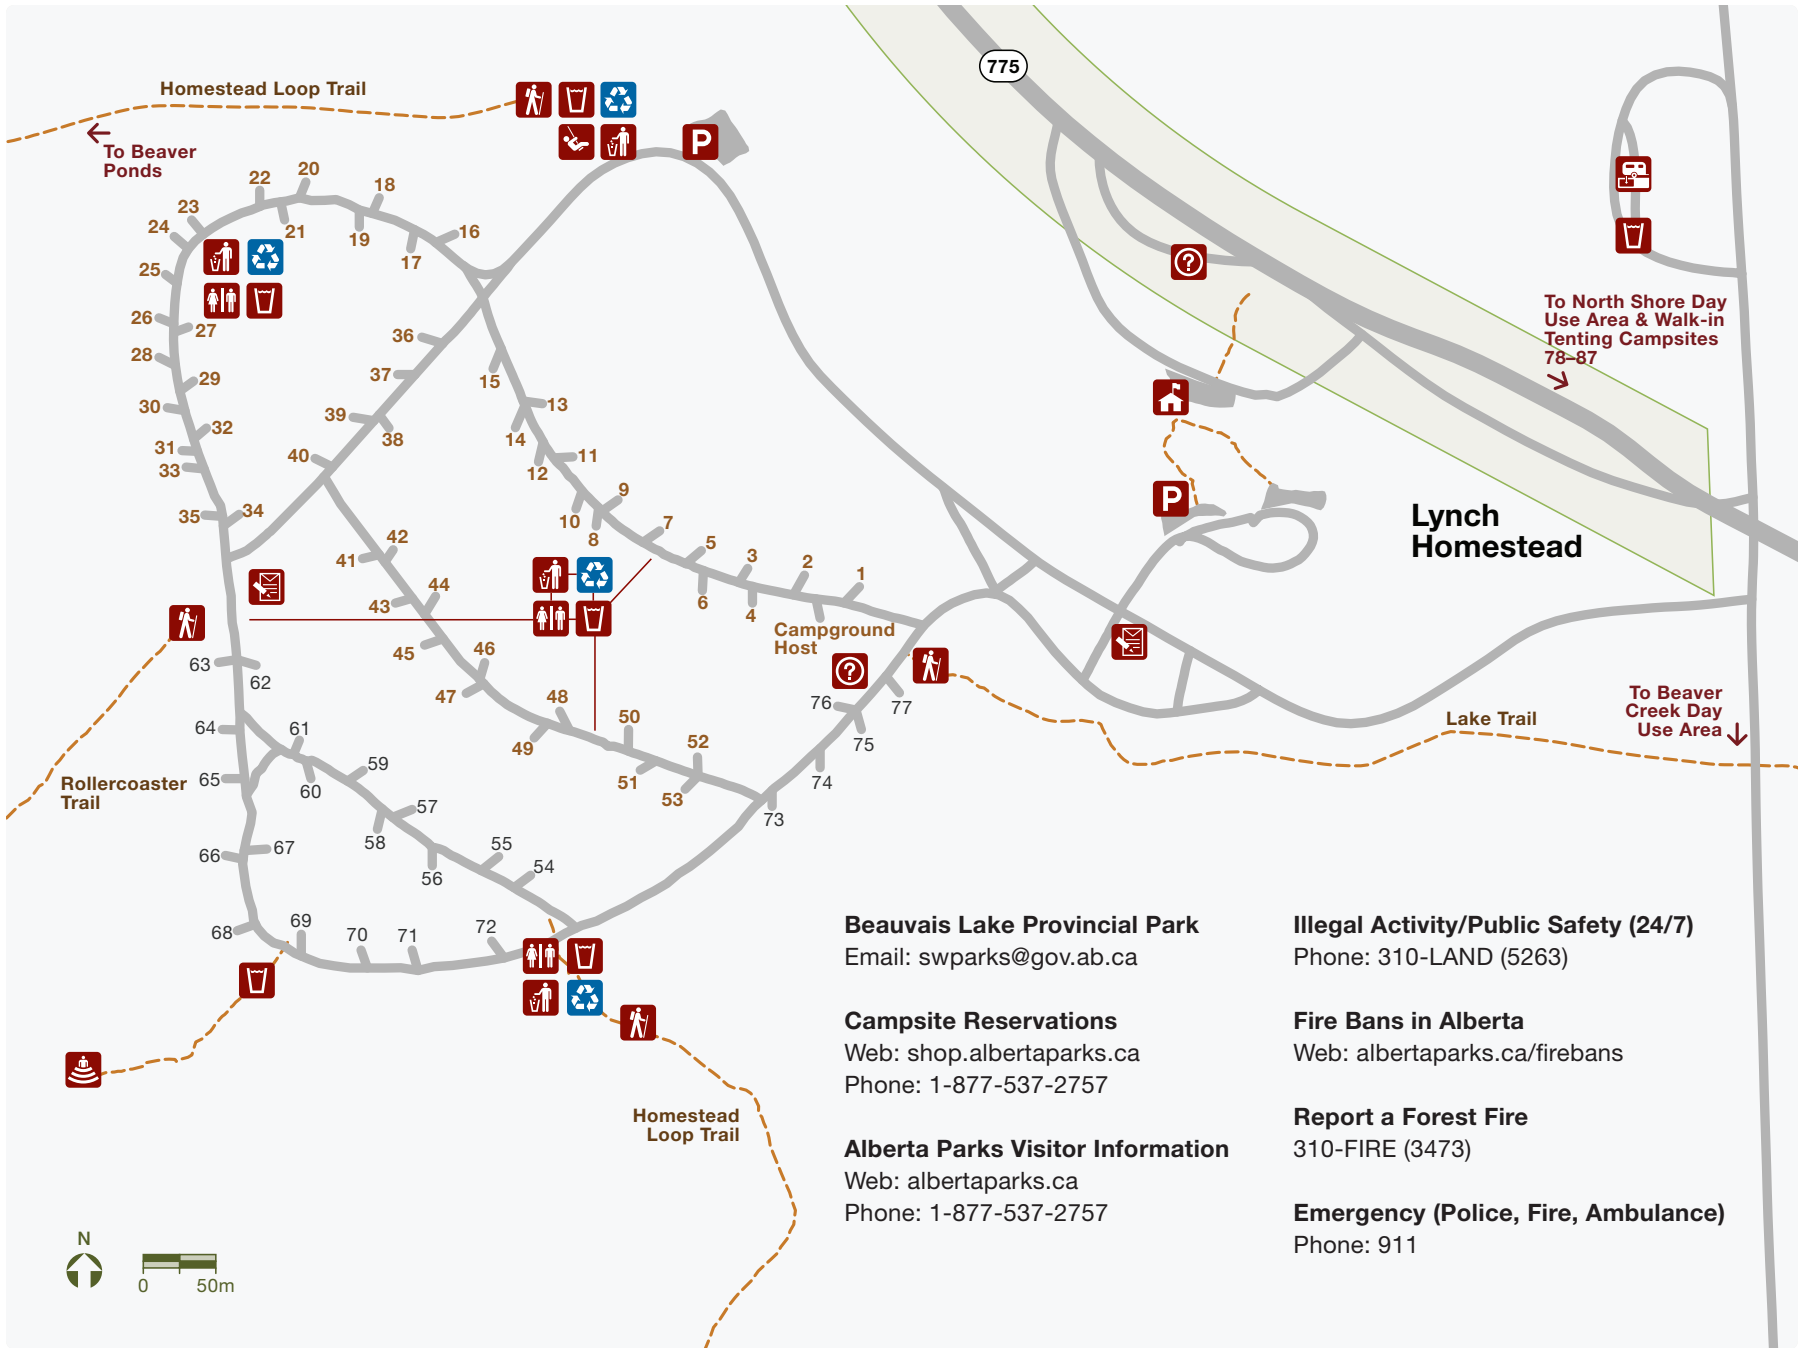 775
Homestead Loop Trail
To Beaver
Ponds
P
20
22
18
23
24
21
19
16
17
25
26
27
28
36
37
15
29
30
39
38
13
14
32
31
33
40
11
12
35
34
9
10
8
7
5
3
2
1
6
4
42
41
44
43
45
46
47
Campground
Host
?
48
49
50
51
52
53
63
62
64
61
65
60
59
57
58
55
54
56
66
67
68
69
70
71
72
73
74
75
76
77
Rollercoaster
Trail
?
P
To North Shore Day
Use Area & Walk-in
Tenting Campsites
78–87
Lynch
Homestead
Lake Trail
To Beaver
Creek Day
Use Area
Homestead
Loop Trail
Beauvais Lake Provincial Park
Email: swparks@gov.ab.ca
Campsite Reservations
Web: shop.albertaparks.ca
Phone: 1-877-537-2757
Alberta Parks Visitor Information
Web: albertaparks.ca
Phone: 1-877-537-2757
Illegal Activity/Public Safety (24/7)
Phone: 310-LAND (5263)
Fire Bans in Alberta
Web: albertaparks.ca/firebans
Report a Forest Fire
310-FIRE (3473)
Emergency (Police, Fire, Ambulance)
Phone: 911
N
0 50m